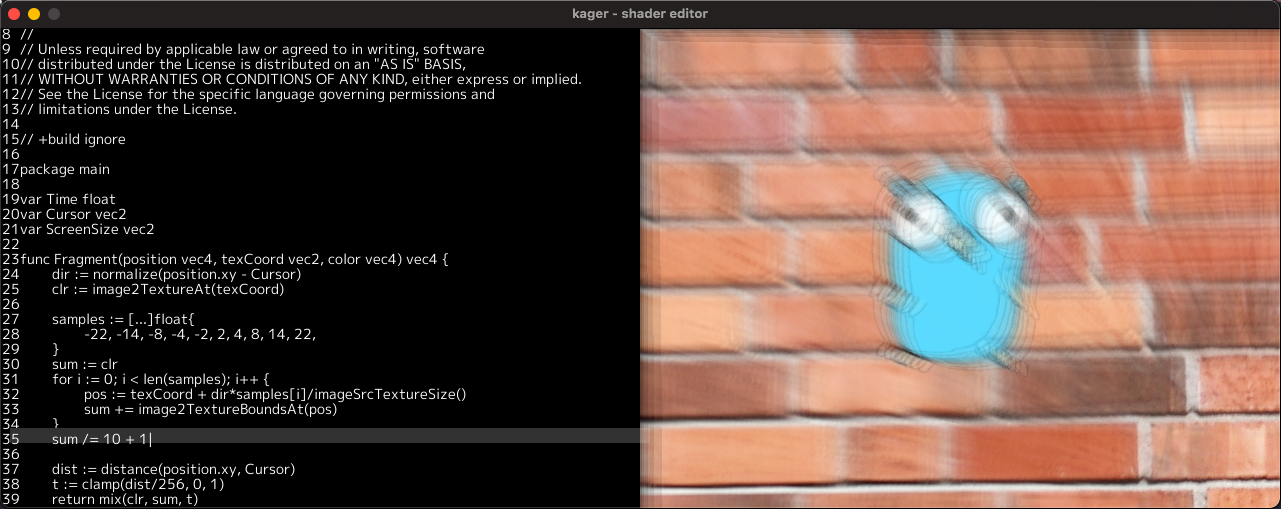 kager - shader editor
8 //
9 // Unless required by applicable law or agreed to in writing, software
10// distributed under the License is distributed on an "AS IS" BASIS,
11// WITHOUT WARRANTIES OR CONDITIONS OF ANY KIND, either express or implied.
12// See the License for the specific language governing permissions and
13// limitations under the License.
14
15// +build ignore
16
17package main
18
19var Time float
20var Cursor vec2
21var ScreenSize vec2
22
23func Fragment(position vec4, texCoord vec2, color vec4) vec4 {
24 dir := normalize(position.xy - Cursor)
25 clr := image2TextureAt(texCoord)
26
27 samples := [...]float{
28 -22, -14, -8, -4, -2, 2, 4, 8, 14, 22,
29 }
30 sum := clr
31 for i := 0; i < len(samples); i++ {
32 pos := texCoord + dir*samples[i]/imageSrcTextureSize()
33 sum += image2TextureBoundsAt(pos)
34 }
35 sum /= 10 + 1
36
37 dist := distance(position.xy, Cursor)
38 t := clamp(dist/256, 0, 1)
39 return mix(clr, sum, t)